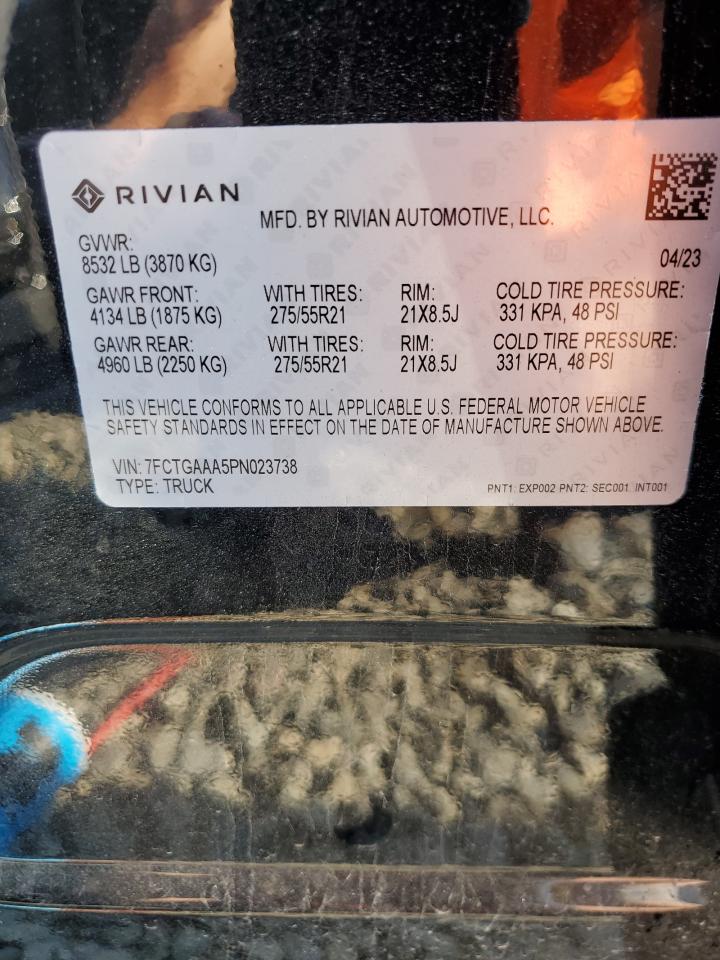 RIVIAN
MFD. BY RIVIAN AUTOMOTIVE, LLC.
GVWR:
8532 LB (3870 KG)
04/23
GAWR FRONT: WITH TIRES: RIM: COLD TIRE PRESSURE:
4134 LB (1875 KG) 275/55R21 21X8.5J 331 KPA, 48 PSI
GAWR REAR: WITH TIRES: RIM: COLD TIRE PRESSURE:
4960 LB (2250 KG) 275/55R21 21X8.5J 331 KPA, 48 PSI
THIS VEHICLE CONFORMS TO ALL APPLICABLE U.S. FEDERAL MOTOR VEHICLE
SAFETY STANDARDS IN EFFECT ON THE DATE OF MANUFACTURE SHOWN ABOVE.
VIN: 7FCTGAAA5PN023738
TYPE: TRUCK
PNT1: EXP002 PNT2: SEC001 INT001